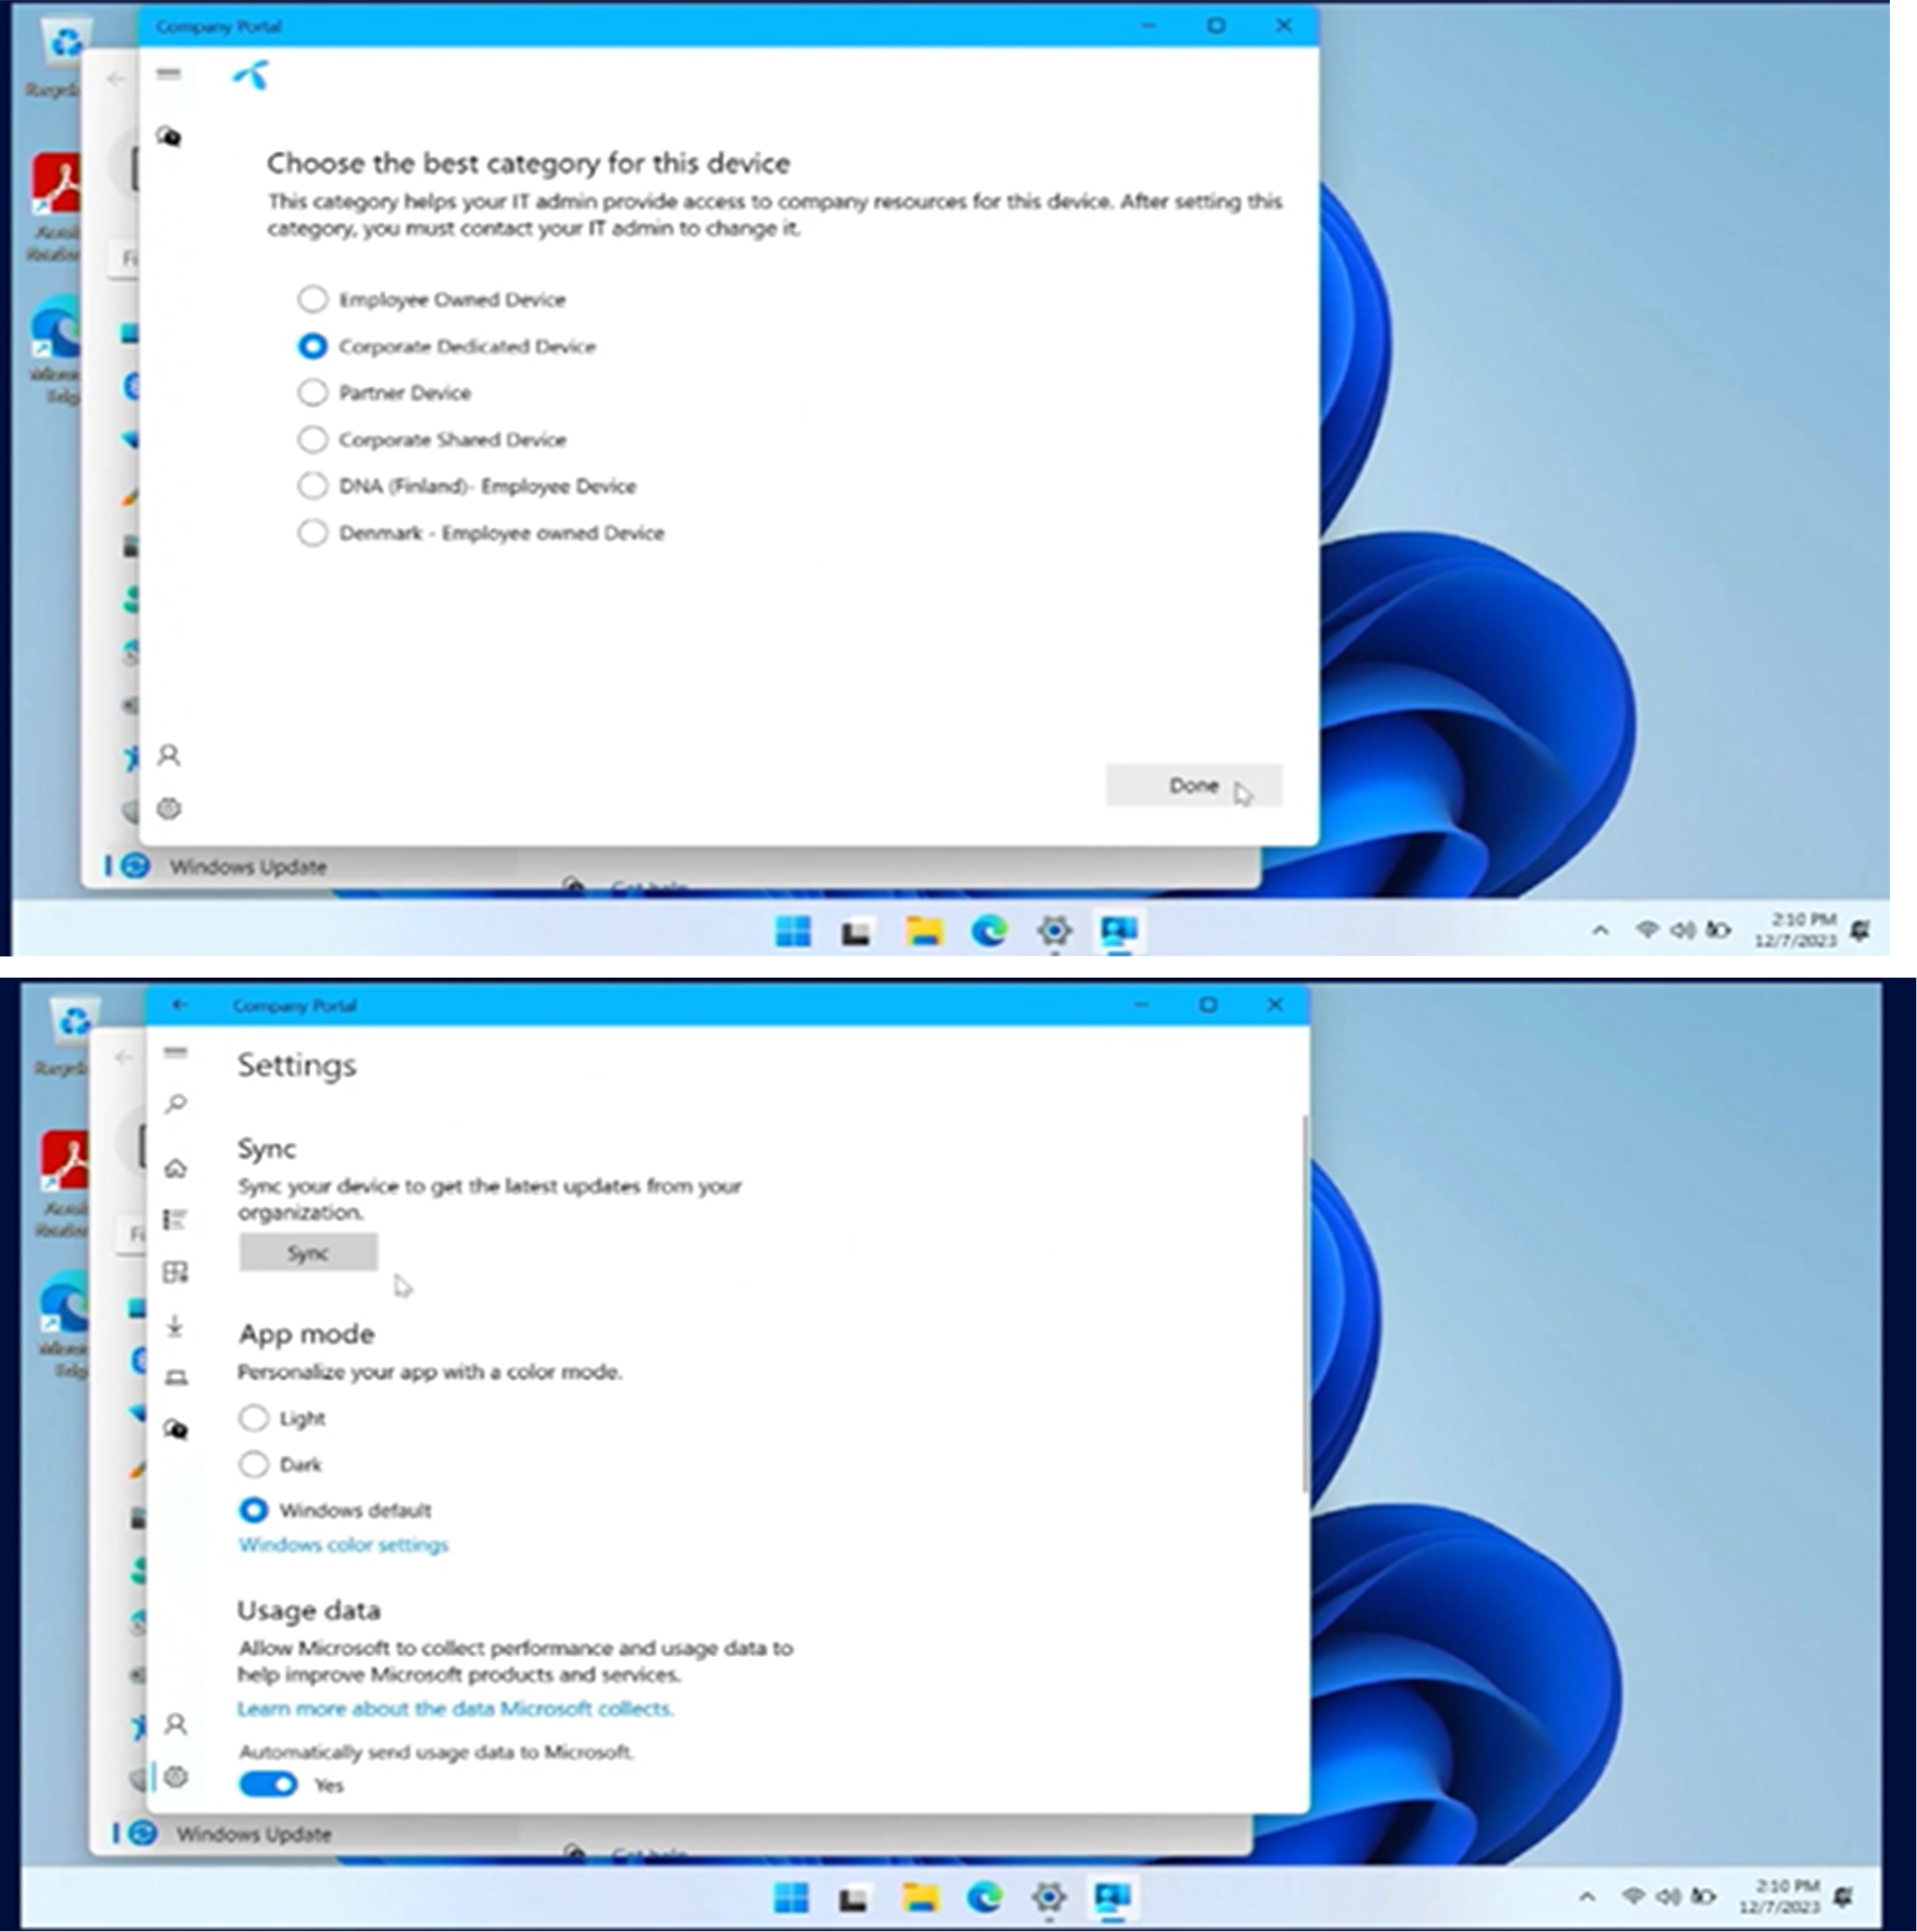 Company Portal
Choose the best category for this device
This category helps your IT admin provide access to company resources for this device. After setting this
category, you must contact your IT admin to change it.
Employee Owned Device
Corporate Dedicated Device
Partner Device
Corporate Shared Device
DNA (Finland)- Employee Device
Denmark - Employee owned Device
Done
Fi
Windows Update
Get help
2:10 PM
12/7/2023
Company Portal
Settings
Sync
Sync your device to get the latest updates from your
organization.
Sync
App mode
Personalize your app with a color mode.
Light
Dark
Windows default
Windows color settings
Usage data
Allow Microsoft to collect performance and usage data to
help improve Microsoft products and services.
Learn more about the data Microsoft collects.
Automatically send usage data to Microsoft.
Yes
Fi
Windows Update
Get help
2:10 PM
12/7/2023